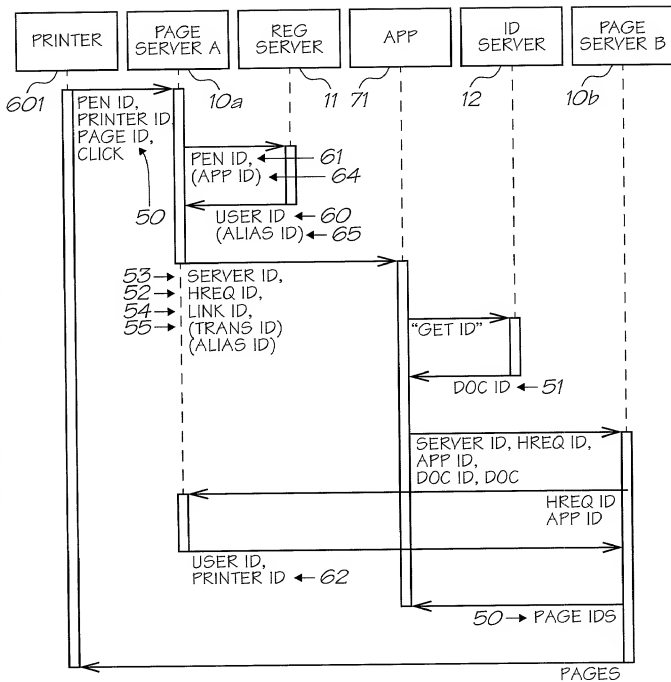 PRINTER
PAGE
SERVER A
REG
SERVER
APP
ID
SERVER
PAGE
SERVER B
601
10a
11
71
12
10b
PEN ID,
PRINTER ID,
PAGE ID,
CLICK
50
PEN ID, 61
(APP ID) 64
USER ID 60
(ALIAS ID) 65
53 SERVER ID,
52 HREQ ID,
54 LINK ID,
55 (TRANS ID)
(ALIAS ID)
"GET ID"
DOC ID 51
SERVER ID, HREQ ID,
APP ID,
DOC ID, DOC
HREQ ID
APP ID
USER ID,
PRINTER ID 62
50 PAGE IDS
PAGES